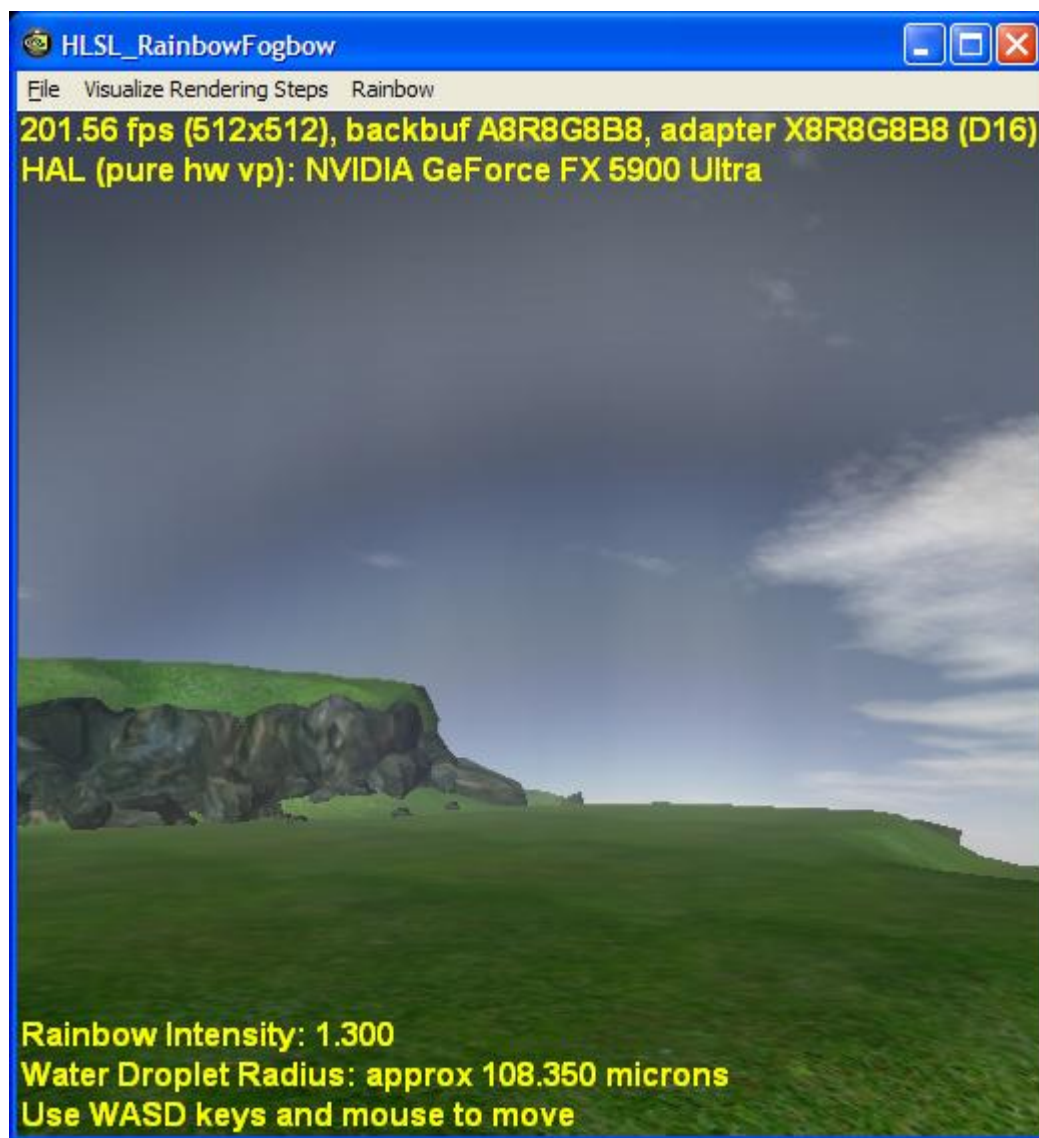 HLSL_RainbowFogbow
File Visualize Rendering Steps Rainbow
201.56 fps (512x512), backbuf A8R8G8B8, adapter X8R8G8B8 (D16)
HAL (pure hw vp): NVIDIA GeForce FX 5900 Ultra
Rainbow Intensity: 1.300
Water Droplet Radius: approx 108.350 microns
Use WASD keys and mouse to move